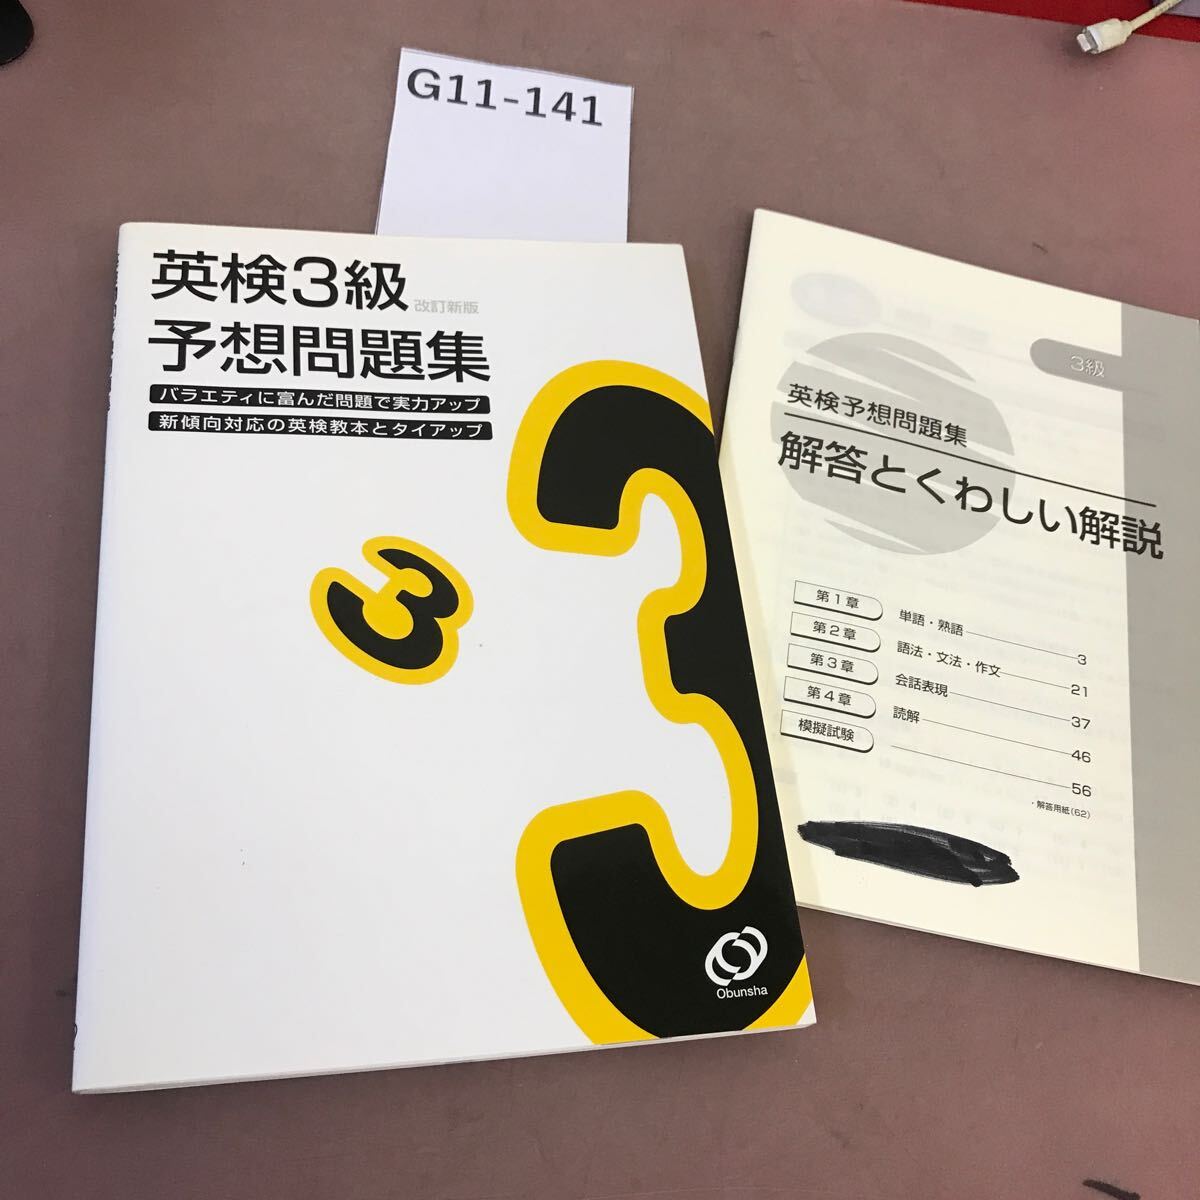 G11-141
英検3級
改訂新版
予想問題集
バラエティに富んだ問題で実力アップ
新傾向対応の英検教本とタイアップ
3
3
Obunsha
3級
英検予想問題集
解答とくわしい解説
第1章 単語・熟語 3
第2章 語法・文法・作文 21
第3章 会話表現 37
第4章 読解 46
模擬試験 56
・解答用紙(62)